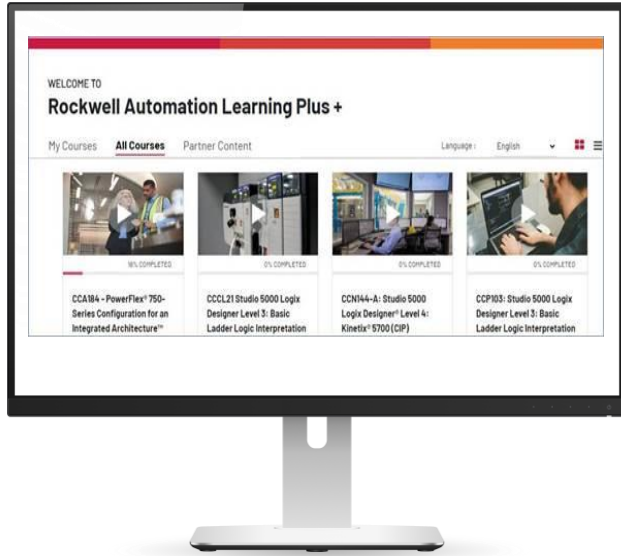 WELCOME TO
Rockwell Automation Learning Plus +
My Courses All Courses Partner Content Language : English
16% COMPLETED 0% COMPLETED 0% COMPLETED 0% COMPLETED
CCA184 - PowerFlex® 750-
Series Configuration for an
Integrated Architecture™
CCCL21 Studio 5000 Logix
Designer Level 3: Basic
Ladder Logic Interpretation
CCN144-A: Studio 5000
Logix Designer® Level 4:
Kinetix® 5700 (CIP)
CCP103: Studio 5000 Logix
Designer Level 3: Basic
Ladder Logic Interpretation